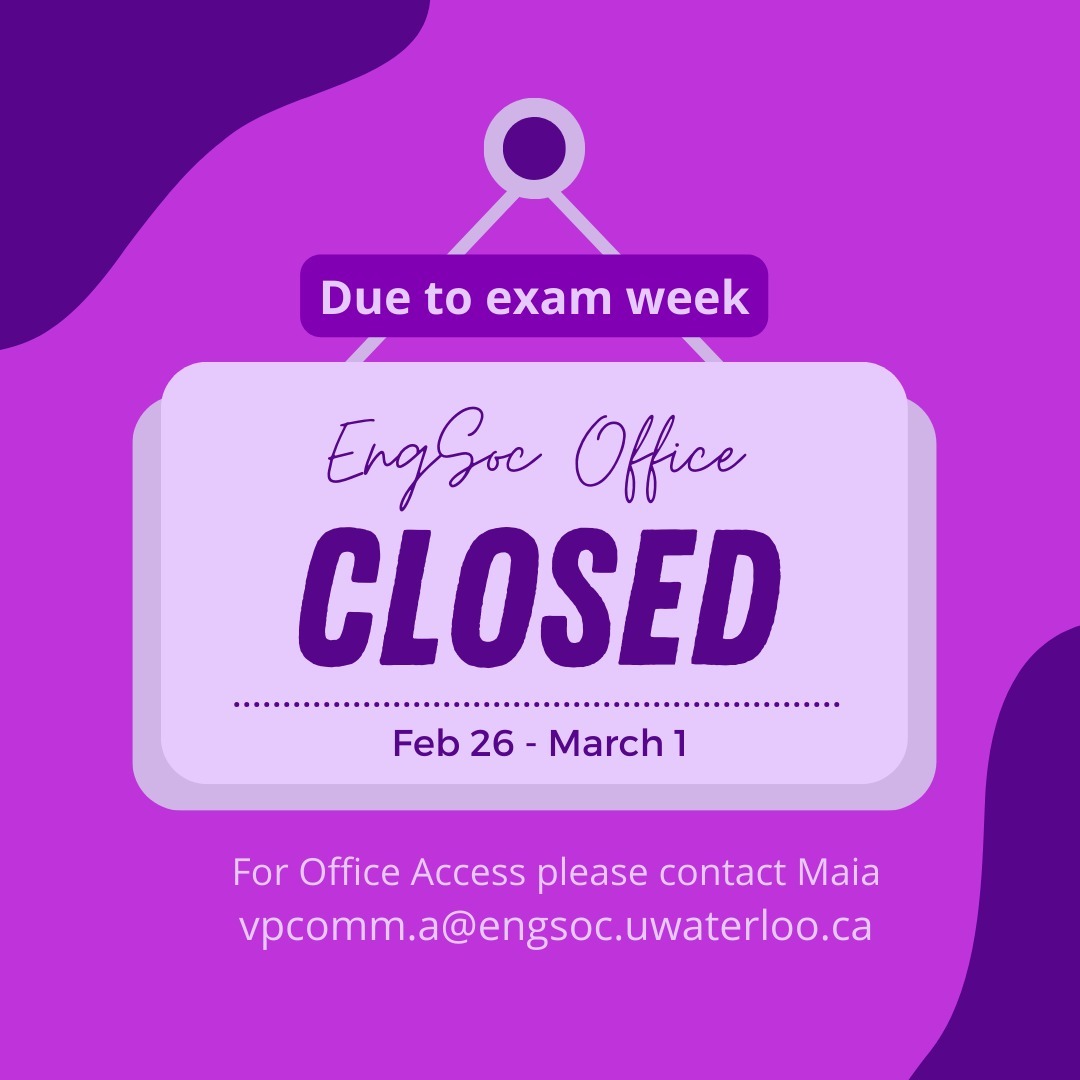 Due to exam week
EngSoc Office
CLOSED
Feb 26 - March 1
For Office Access please contact Maia
vpcomm.a@engsoc.uwaterloo.ca